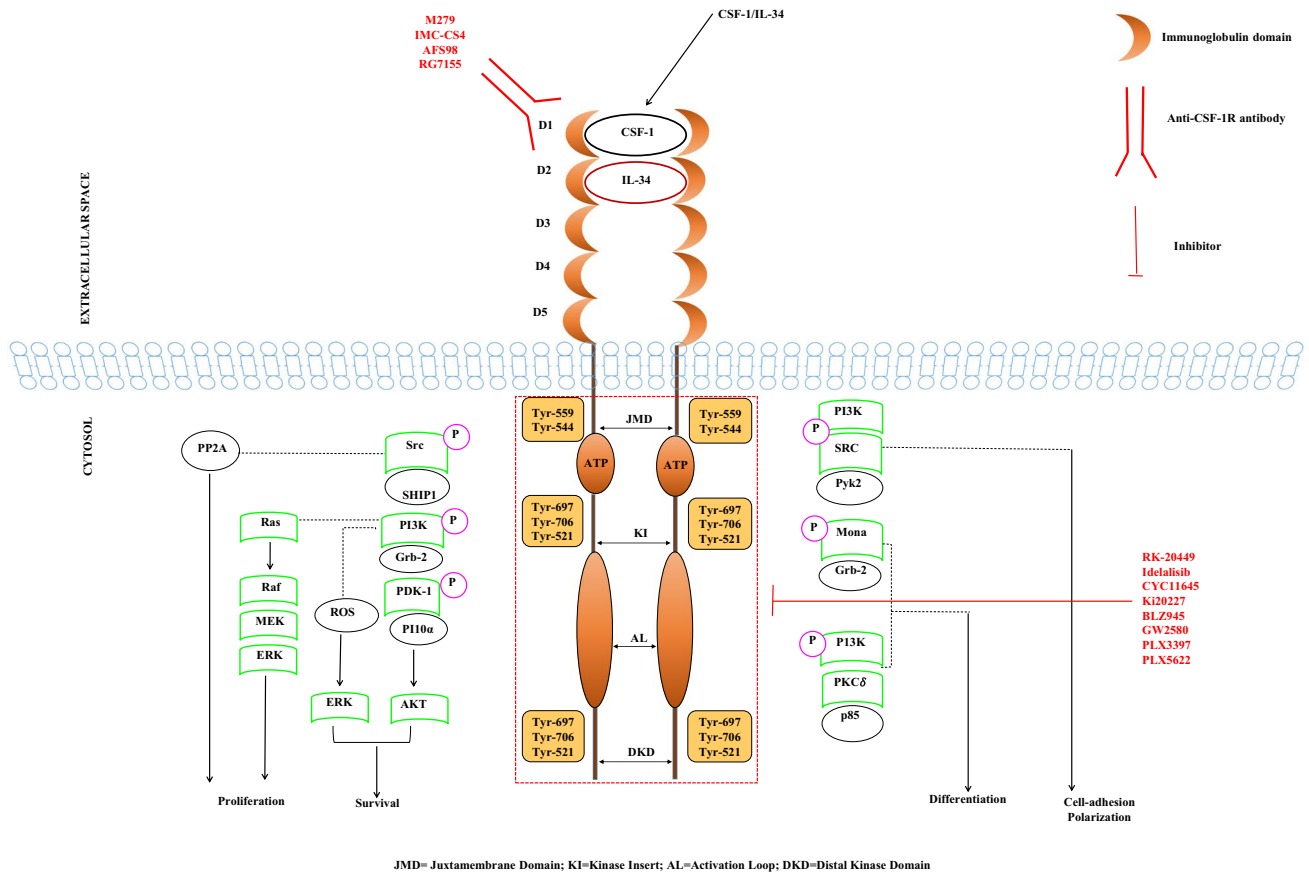 M279
IMC-CS4
AFS98
RG7155
CSF-1/IL-34
Immunoglobulin domain
Anti-CSF-1R antibody
Inhibitor
EXTRACELLULAR SPACE
D1
CSF-1
D2
IL-34
D3
D4
D5
CYTOSOL
PP2A
Src
P
SHIP1
Ras
PI3K
P
Grb-2
Raf
MEK
ERK
ROS
PDK-1
P
PI10α
ERK
AKT
Proliferation
Survival
Tyr-559
Tyr-544
JMD
Tyr-559
Tyr-544
ATP
ATP
Tyr-697
Tyr-706
Tyr-521
KI
Tyr-697
Tyr-706
Tyr-521
AL
Tyr-697
Tyr-706
Tyr-521
DKD
Tyr-697
Tyr-706
Tyr-521
PI3K
P
SRC
Pyk2
P
Mona
Grb-2
P
PI3K
PKCδ
p85
Differentiation
Cell-adhesion
Polarization
RK-20449
Idelalisib
CYC11645
Ki20227
BLZ945
GW2580
PLX3397
PLX5622
JMD= Juxtamembrane Domain; KI=Kinase Insert; AL=Activation Loop; DKD=Distal Kinase Domain